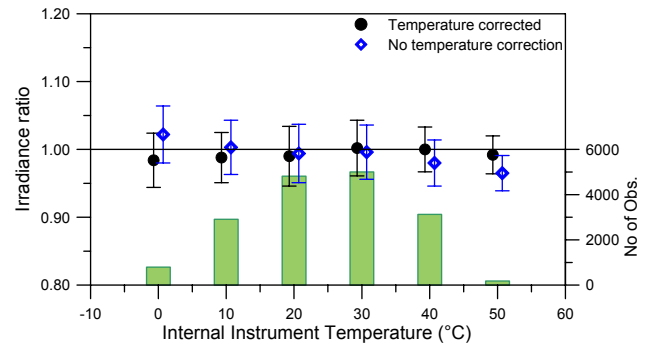 Temperature corrected
No temperature correction
Irradiance ratio
1.20
1.10
1.00
0.90
0.80
6000
4000
2000
0
No of Obs.
-10 0 10 20 30 40 50 60
Internal Instrument Temperature (°C)